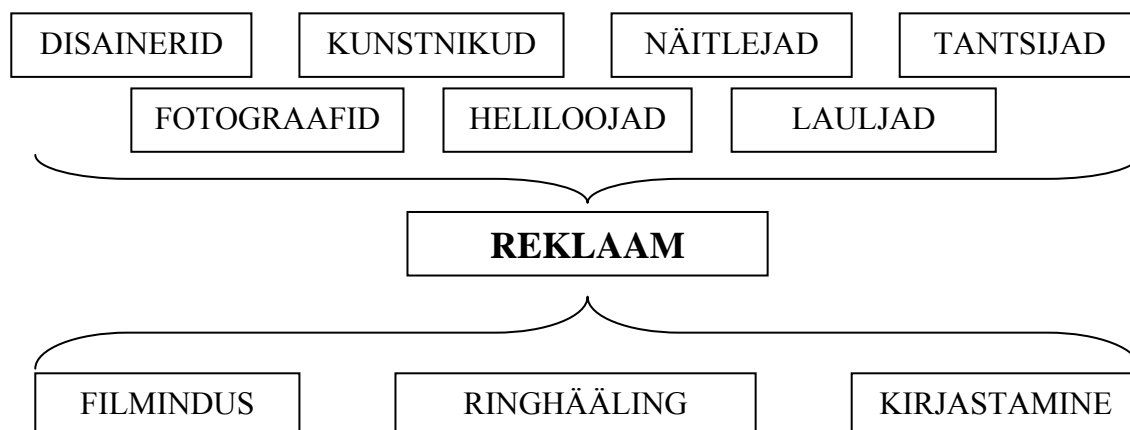 DISAINERID KUNSTNIKUD NÄITLEJAD TANTSIJAD
FOTOGRAAFID HELILOOJAD LAULJAD
REKLAAM
FILMINDUS RINGHÄÄLING KIRJASTAMINE